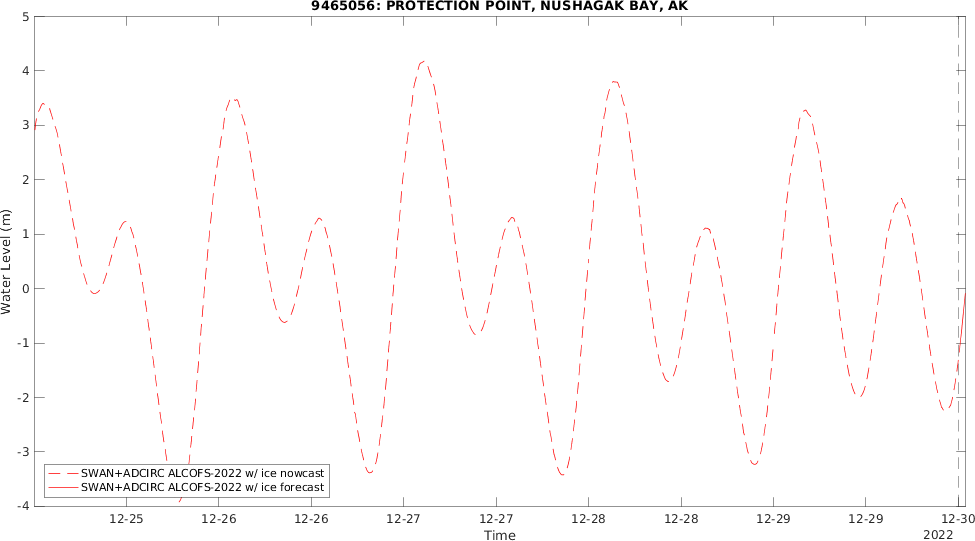 9465056: PROTECTION POINT, NUSHAGAK BAY, AK
5
4
3
2
1
0
-1
-2
-3
-4
Water Level (m)
SWAN+ADCIRC ALCOFS-2022 w/ ice nowcast
SWAN+ADCIRC ALCOFS-2022 w/ ice forecast
12-25 12-26 12-26 12-27 12-27 12-28 12-28 12-29 12-29 12-30
Time
2022